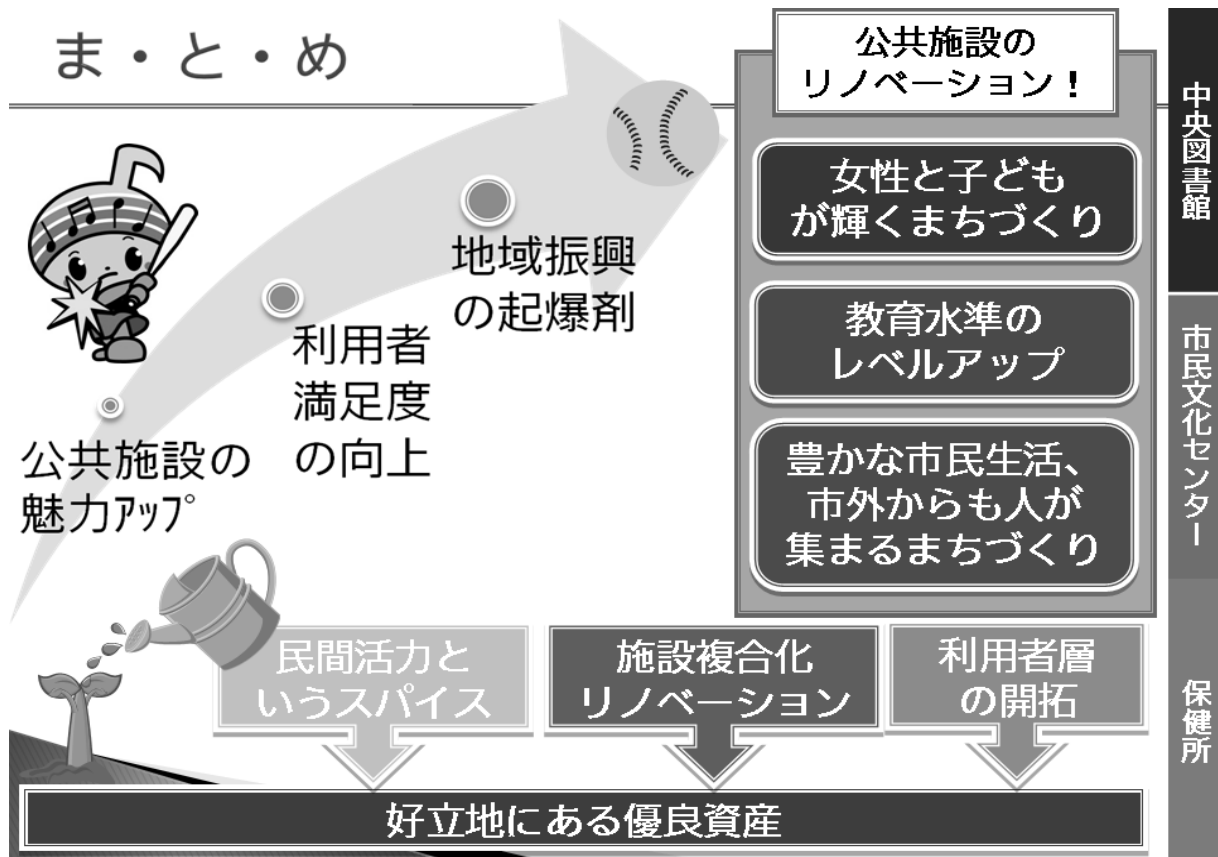 ま・と・め
公共施設の
リノベーション！
女性と子ども
が輝くまちづくり
教育水準の
レベルアップ
豊かな市民生活、
市外からも人が
集まるまちづくり
地域振興
の起爆剤
利用者
満足度
の向上
公共施設の
魅力ｱｯﾌﾟ
民間活力と
いうスパイス
施設複合化
リノベーション
利用者層
の開拓
好立地にある優良資産
中央図書館
市民文化センター
保健所